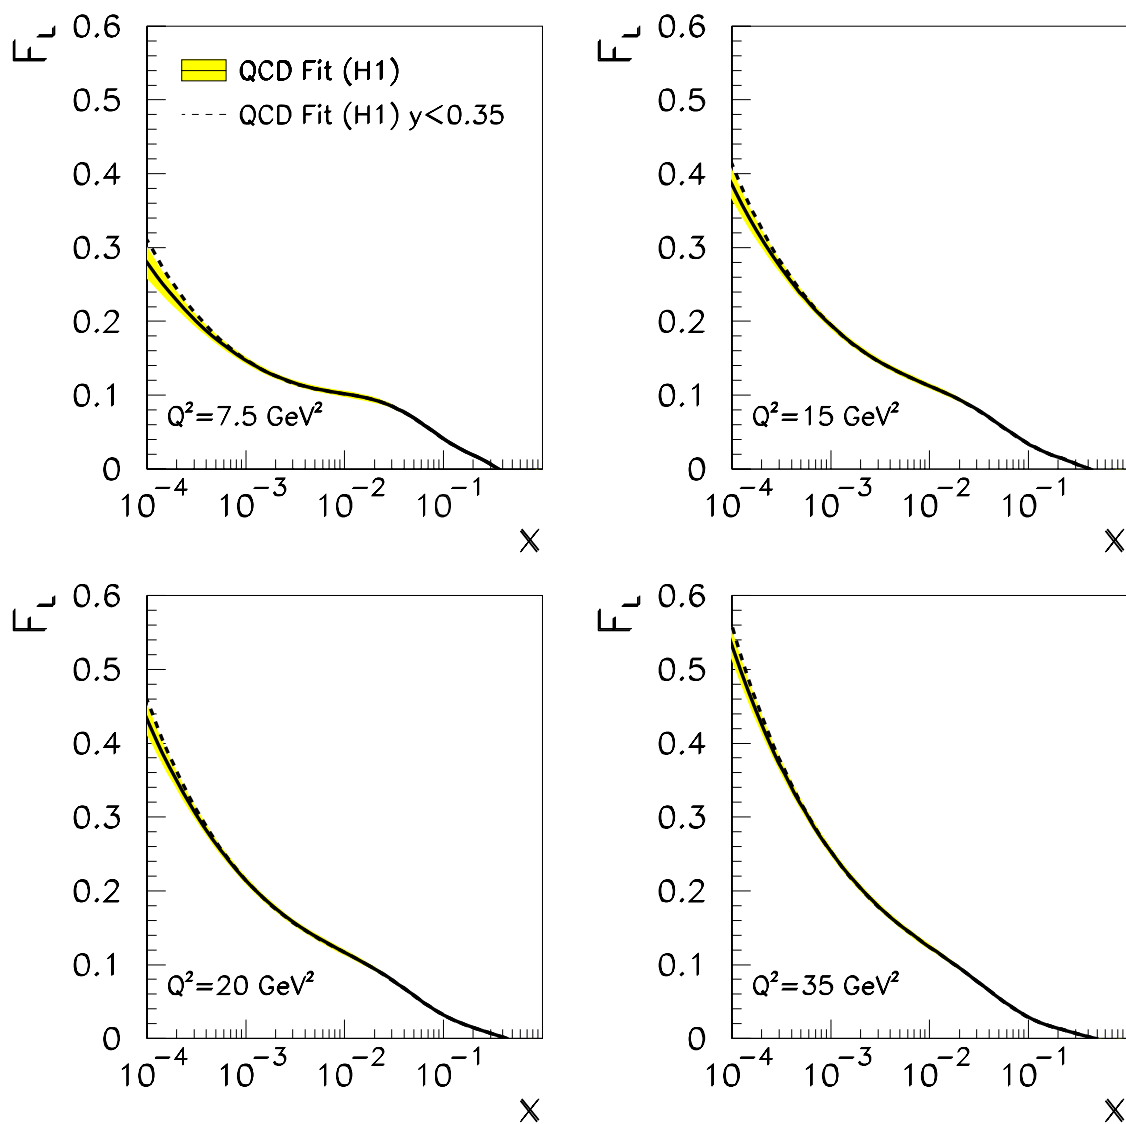 F_L
0.6
0.5
0.4
0.3
0.2
0.1
0
QCD Fit (H1)
QCD Fit (H1) y<0.35
Q²=7.5 GeV²
10⁻⁴ 10⁻³ 10⁻² 10⁻¹
X
F_L
0.6
0.5
0.4
0.3
0.2
0.1
0
Q²=15 GeV²
10⁻⁴ 10⁻³ 10⁻² 10⁻¹
X
F_L
0.6
0.5
0.4
0.3
0.2
0.1
0
Q²=20 GeV²
10⁻⁴ 10⁻³ 10⁻² 10⁻¹
X
F_L
0.6
0.5
0.4
0.3
0.2
0.1
0
Q²=35 GeV²
10⁻⁴ 10⁻³ 10⁻² 10⁻¹
X